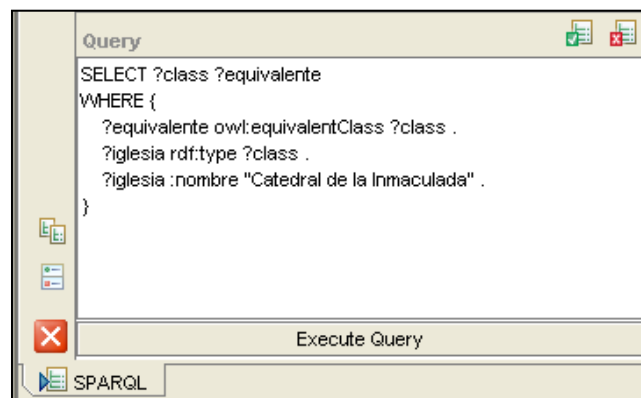 Query
SELECT ?class ?equivalente
WHERE {
?equivalente owl:equivalentClass ?class .
?iglesia rdf:type ?class .
?iglesia :nombre "Catedral de la Inmaculada" .
}
Execute Query
SPARQL